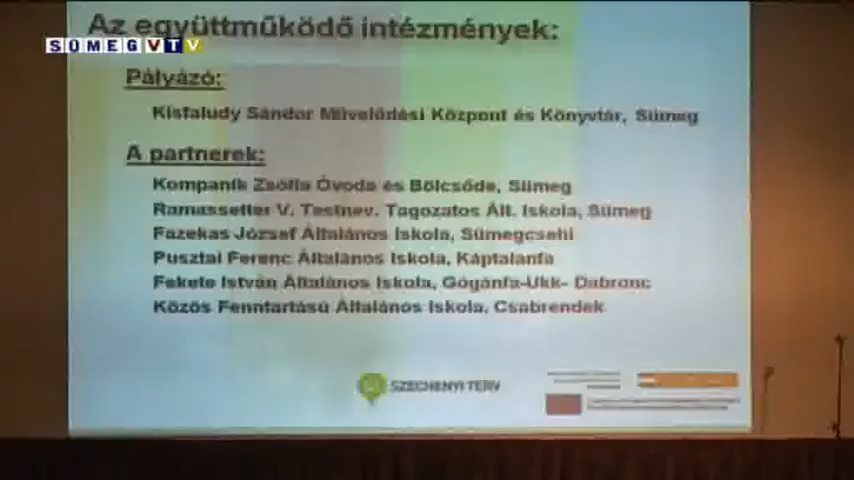 Az együttműködő intézmények:
SÜMEGVTV
Pályázó:
Kisfaludy Sándor Művelődési Központ és Könyvtár, Sümeg
A partnerek:
Kompanik Zsófia Óvoda és Bölcsőde, Sümeg
Ramassetter V. Testnev. Tagozatos Ált. Iskola, Sümeg
Fazekas József Általános Iskola, Sümegcsehi
Pusztai Ferenc Általános Iskola, Káptalanfa
Fekete István Általános Iskola, Gógánfa-Ukk- Dabronc
Közös Fenntartású Általános Iskola, Csabrendek
SZÉCHENYI TERV